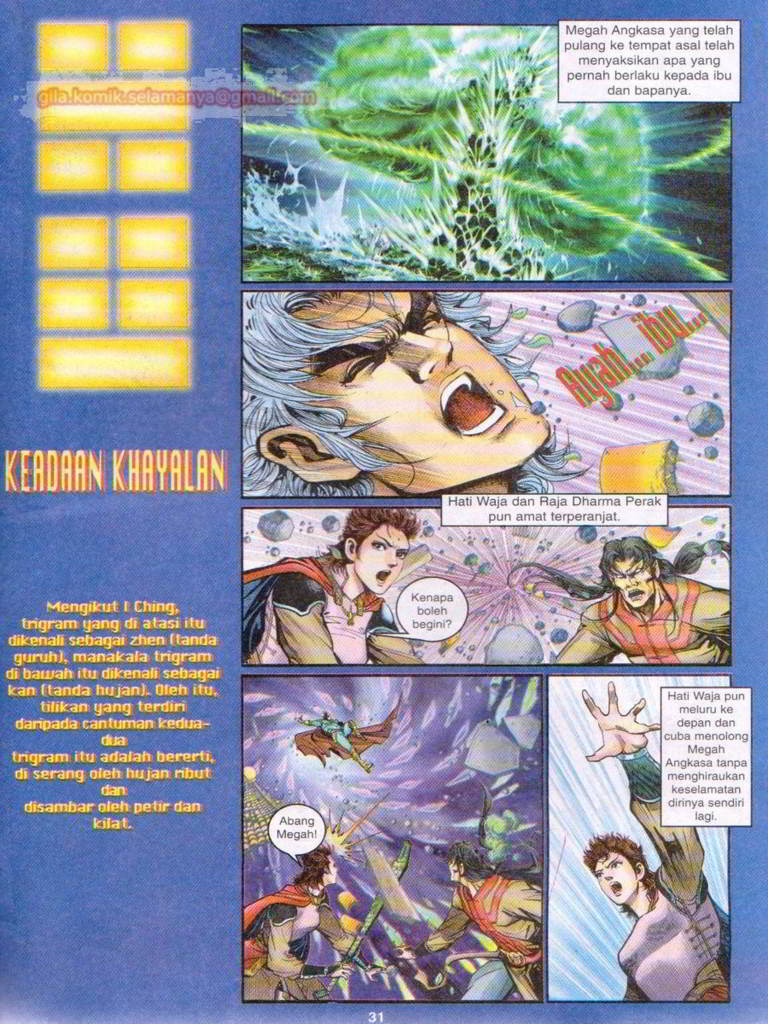 gila.komik.selamanya@gmail.com
KEADAAN KHAYALAN
Mengikut I Ching,
trigram yang di atasi itu
dikenali sebagai zhen (tanda
guruh), manakala trigram
di bawah itu dikenali sebagai
kan (tanda hujan). Oleh itu,
tilikan yang terdiri
daripada cantuman kedua-
dua
trigram itu adalah bererti,
di serang oleh hujan ribut
dan
disambar oleh petir dan
kilat.
Megah Angkasa yang telah
pulang ke tempat asal telah
menyaksikan apa yang
pernah berlaku kepada ibu
dan bapanya.
Ayah... ibu...
Hati Waja dan Raja Dharma Perak
pun amat terperanjat.
Kenapa
boleh
begini?
Abang
Megah!
Hati Waja pun
meluru ke
depan dan
cuba menolong
Megah
Angkasa tanpa
menghiraukan
keselamatan
dirinya sendiri
lagi.
31